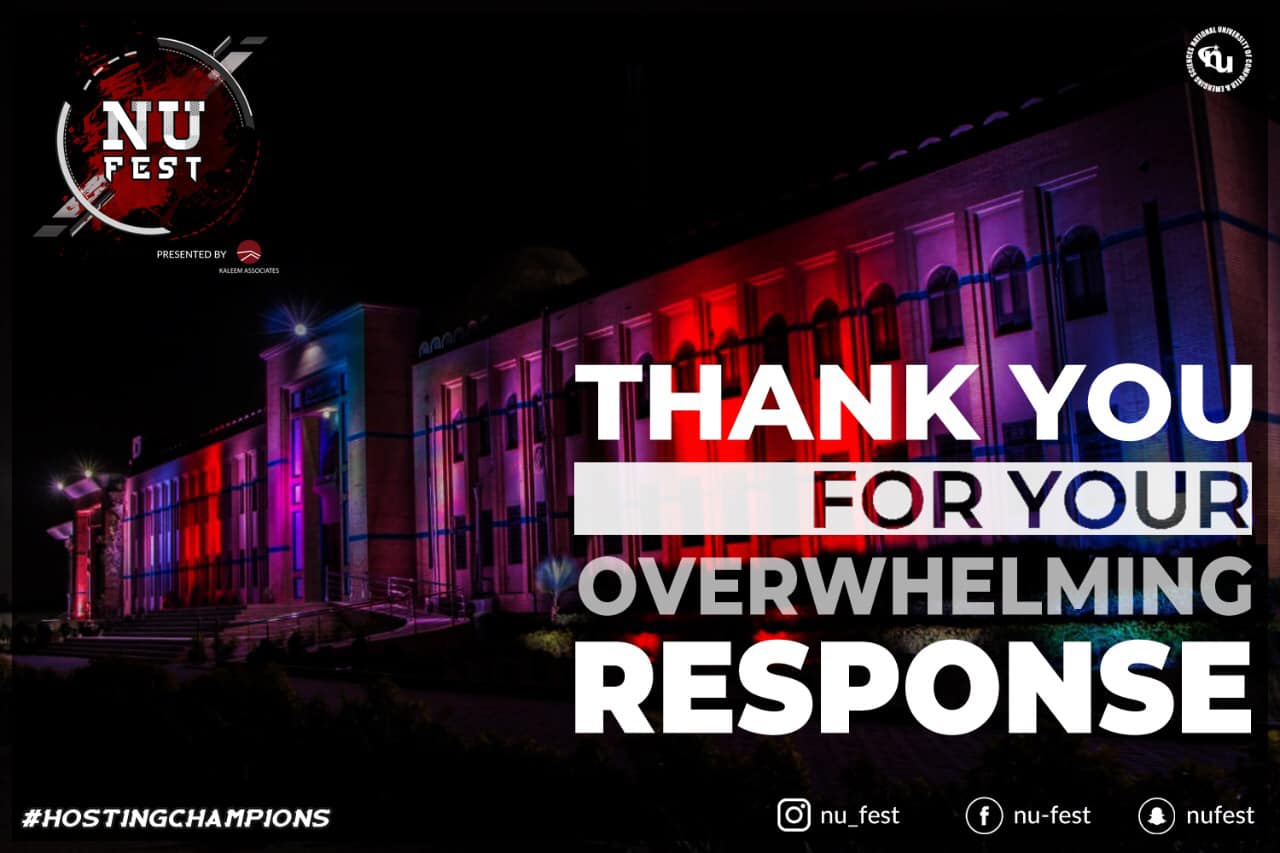 NU
FEST
PRESENTED BY
KALEEM ASSOCIATES
NATIONAL UNIVERSITY OF COMPUTER & EMERGING SCIENCES
nu
THANK YOU
FOR YOUR
OVERWHELMING
RESPONSE
#HOSTINGCHAMPIONS
nu_fest
nu-fest
nufest